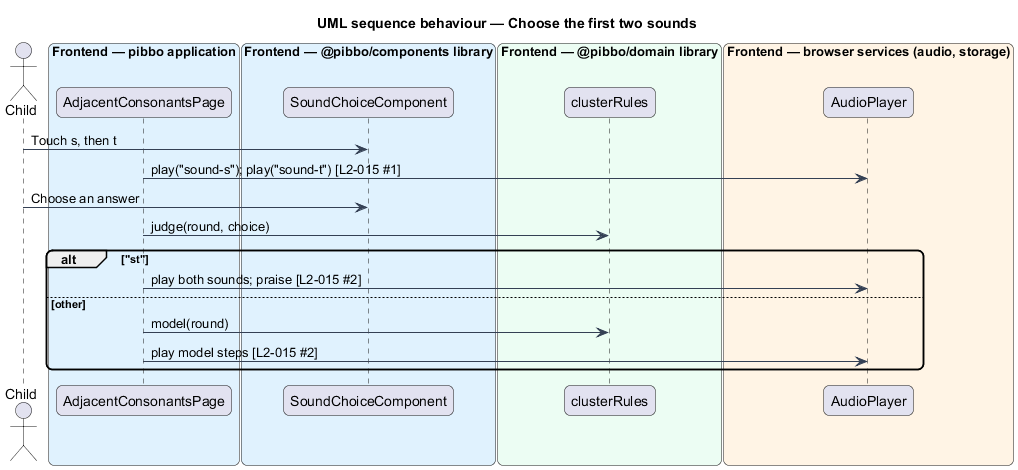 UML sequence behaviour — Choose the first two sounds
Frontend — pibbo application
Frontend — @pibbo/components library
Frontend — @pibbo/domain library
Frontend — browser services (audio, storage)
Child
AdjacentConsonantsPage
SoundChoiceComponent
clusterRules
AudioPlayer
Touch s, then t
play("sound-s"); play("sound-t") [L2-015 #1]
Choose an answer
judge(round, choice)
alt
["st"]
play both sounds; praise [L2-015 #2]
[other]
model(round)
play model steps [L2-015 #2]
Child
AdjacentConsonantsPage
SoundChoiceComponent
clusterRules
AudioPlayer